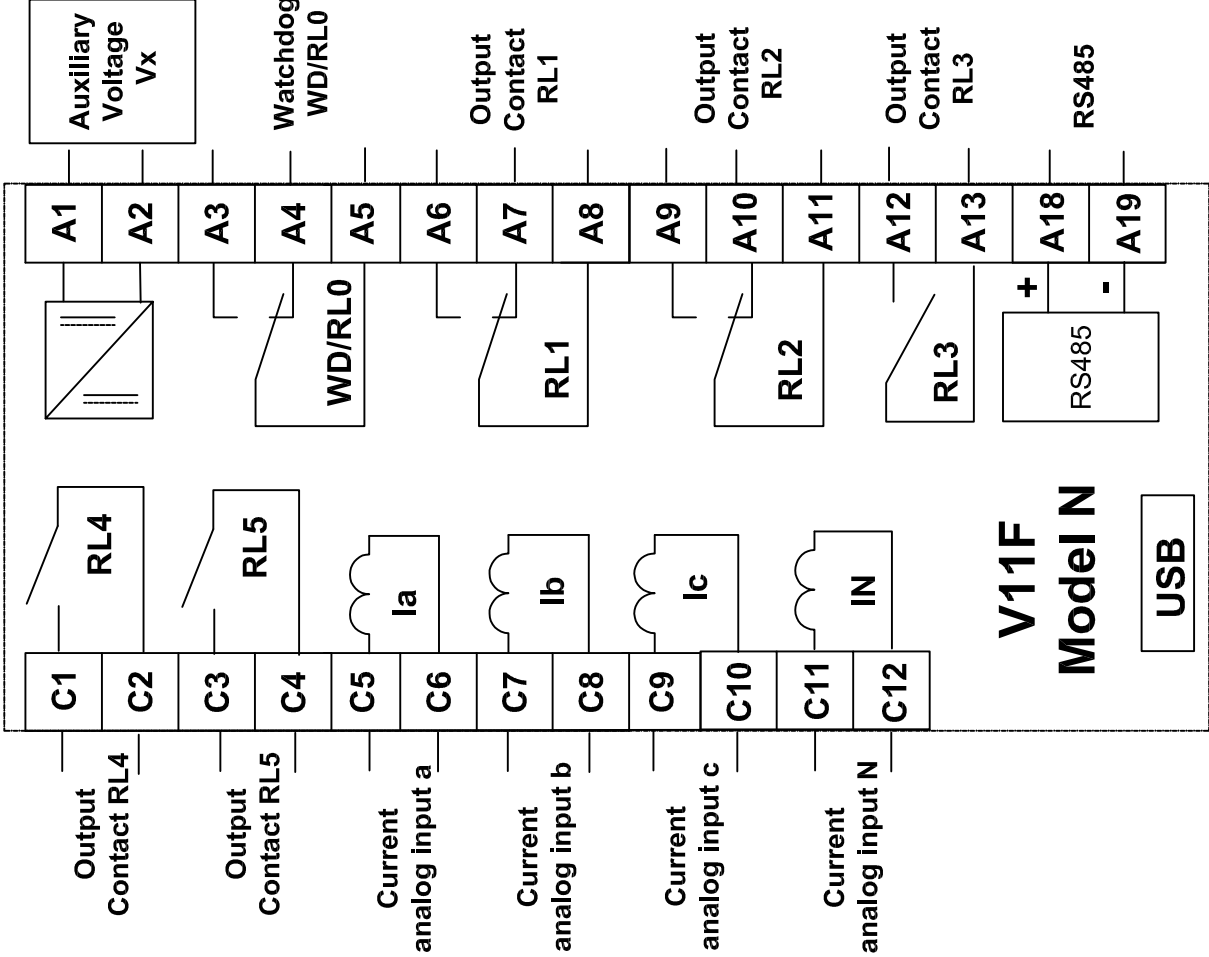 Auxiliary
Voltage
Vx
Watchdog
WD/RL0
Output
Contact
RL1
Output
Contact
RL2
Output
Contact
RL3
RS485
A1
A2
A3
A4
A5
A6
A7
A8
A9
A10
A11
A12
A13
A18
A19
WD/RL0
RL1
RL2
RL3
+
-
RS485
RL4
RL5
Ia
Ib
Ic
IN
V11F
Model N
USB
C1
C2
C3
C4
C5
C6
C7
C8
C9
C10
C11
C12
Output
Contact RL4
Output
Contact RL5
Current
analog input a
Current
analog input b
Current
analog input c
Current
analog input N